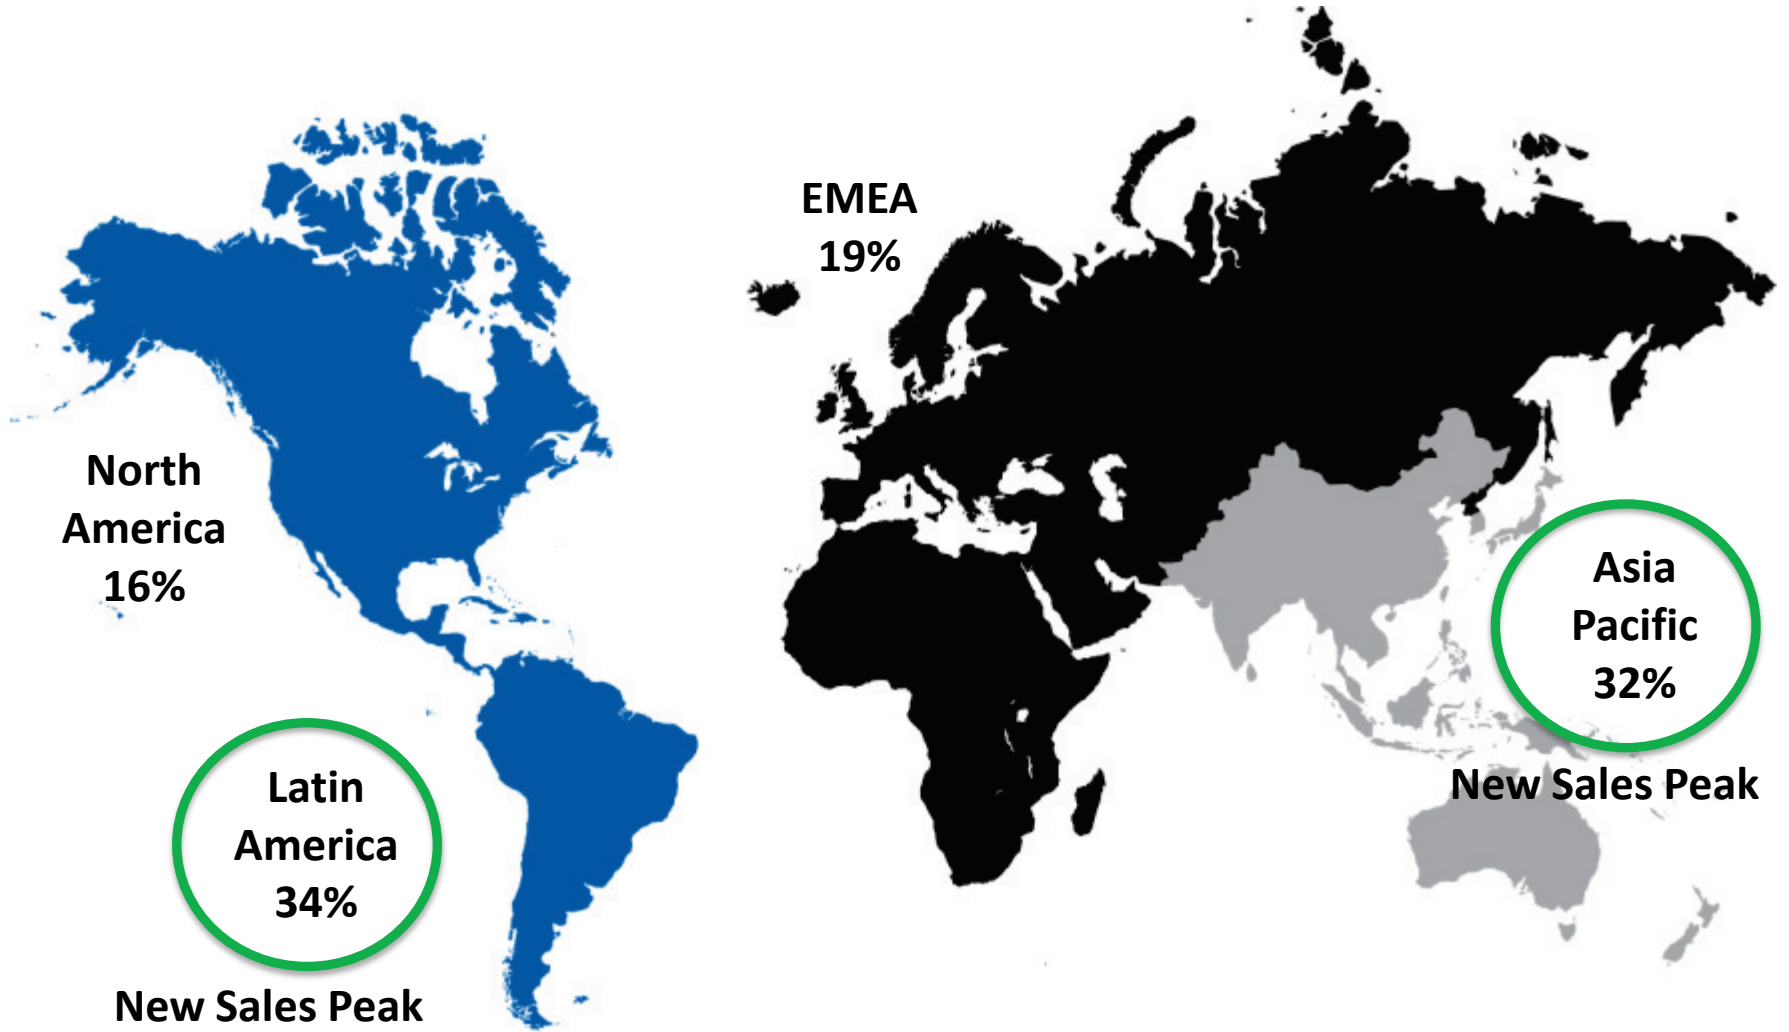 EMEA
19%
North
America
16%
Asia
Pacific
32%
New Sales Peak
Latin
America
34%
New Sales Peak